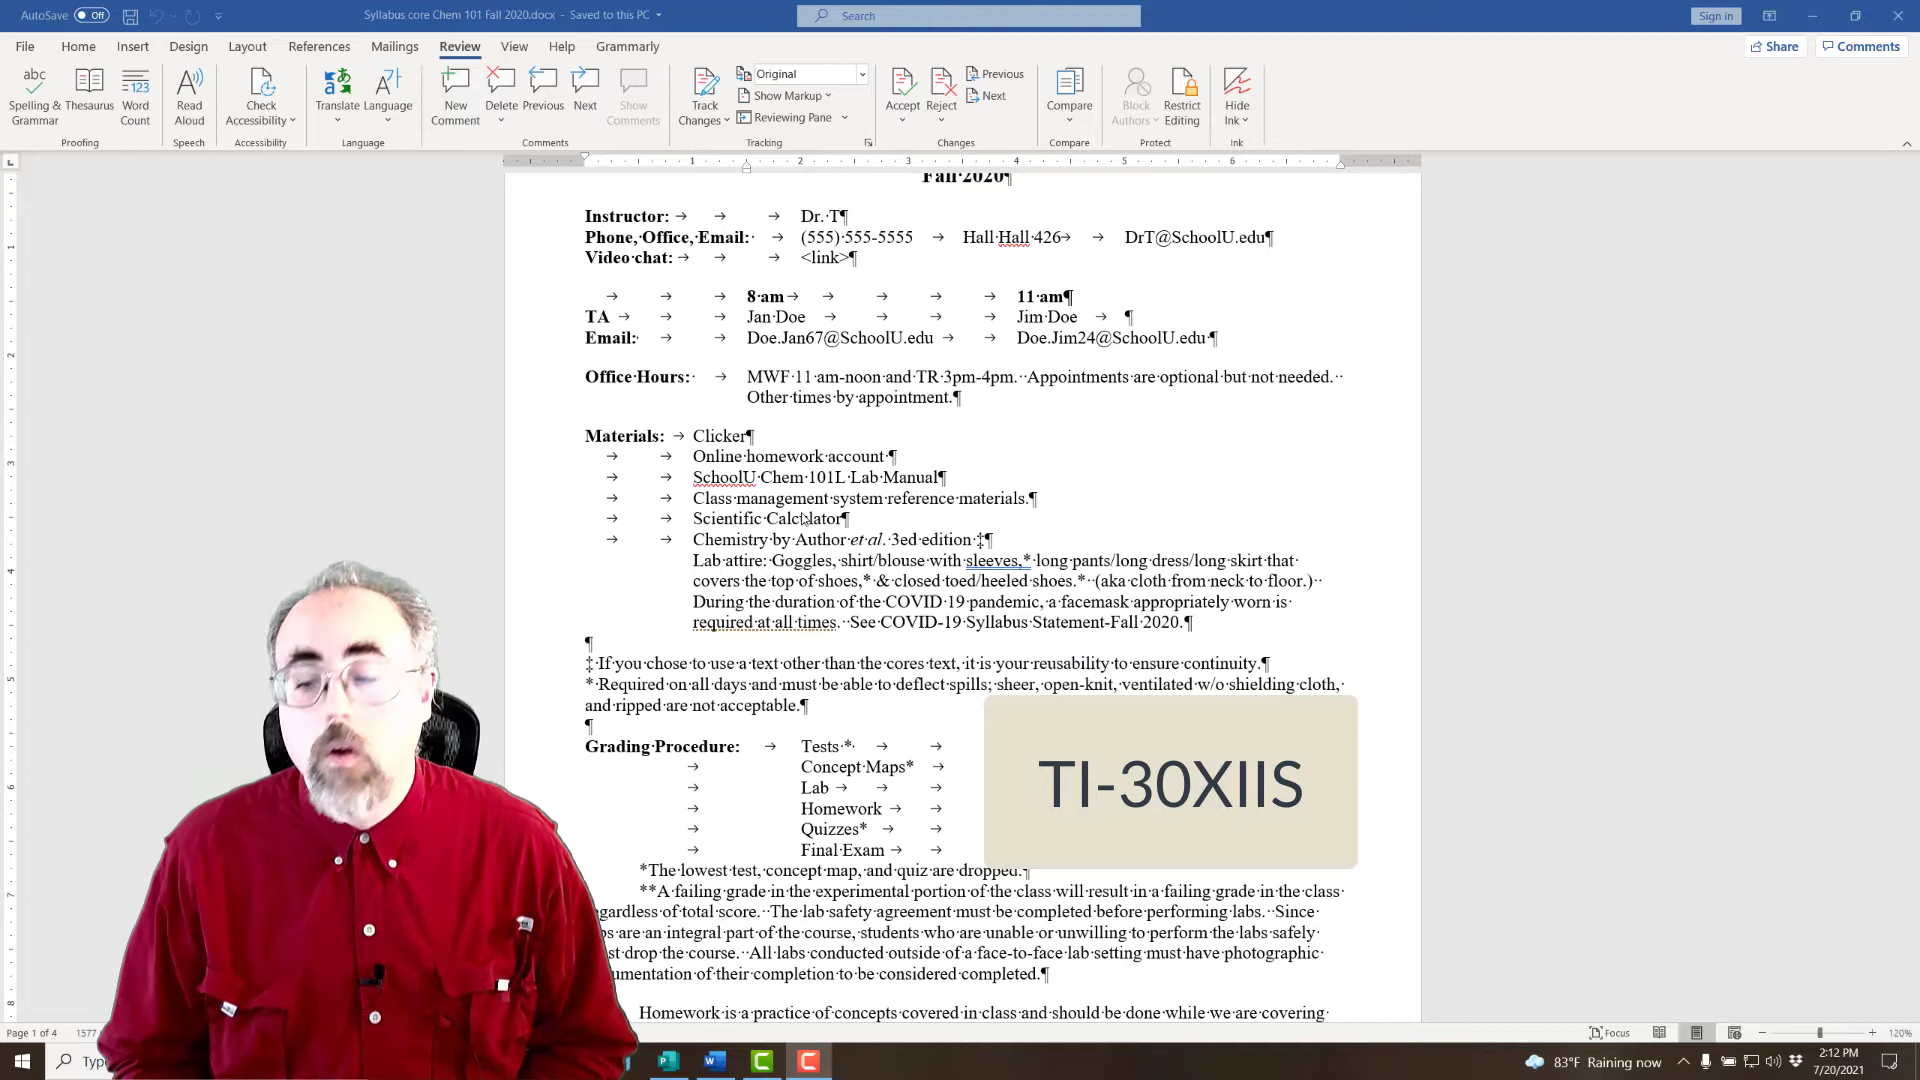 AutoSave Off Syllabus core Chem 101 Fall 2020.docx - Saved to this PC Search Sign in
File Home Insert Design Layout References Mailings Review View Help Grammarly Share Comments
Spelling & Grammar Thesaurus Word Count Read Aloud Check Accessibility Translate Language New Comment Delete Previous Next Show Comments Track Changes Original Show Markup Reviewing Pane Accept Reject Previous Next Compare Block Authors Restrict Editing Hide Ink
Proofing Speech Accessibility Language Comments Tracking Changes Compare Protect Ink
1 2 3 4 5 6
Fall 2020¶
Instructor: Dr. T¶
Phone, Office, Email: (555) 555-5555 Hall Hall 426 DrT@SchoolU.edu¶
Video chat: <link>¶
8 am 11 am¶
TA Jan Doe Jim Doe ¶
Email: Doe.Jan67@SchoolU.edu Doe.Jim24@SchoolU.edu ¶
Office Hours: MWF 11 am-noon and TR 3pm-4pm. Appointments are optional but not needed.
Other times by appointment.¶
Materials: Clicker¶
Online homework account ¶
SchoolU Chem 101L Lab Manual¶
Class management system reference materials.¶
Scientific Calculator¶
Chemistry by Author et al. 3ed edition ‡¶
Lab attire: Goggles, shirt/blouse with sleeves,* long pants/long dress/long skirt that
covers the top of shoes,* & closed toed/heeled shoes.* (aka cloth from neck to floor.)
During the duration of the COVID 19 pandemic, a facemask appropriately worn is
required at all times. See COVID-19 Syllabus Statement-Fall 2020.¶
¶
‡ If you chose to use a text other than the cores text, it is your reusability to ensure continuity.¶
* Required on all days and must be able to deflect spills; sheer, open-knit, ventilated w/o shielding cloth,
and ripped are not acceptable.¶
¶
Grading Procedure: Tests *
Concept Maps*
Lab
Homework
Quizzes*
Final Exam
TI-30XIIS
*The lowest test, concept map, and quiz are dropped.¶
**A failing grade in the experimental portion of the class will result in a failing grade in the class
egardless of total score. The lab safety agreement must be completed before performing labs. Since
are an integral part of the course, students who are unable or unwilling to perform the labs safely
st drop the course. All labs conducted outside of a face-to-face lab setting must have photographic
umentation of their completion to be considered completed.¶
Homework is a practice of concepts covered in class and should be done while we are covering
Page 1 of 4 1577 Focus 120%
Type 83°F Raining now 2:12 PM
7/20/2021